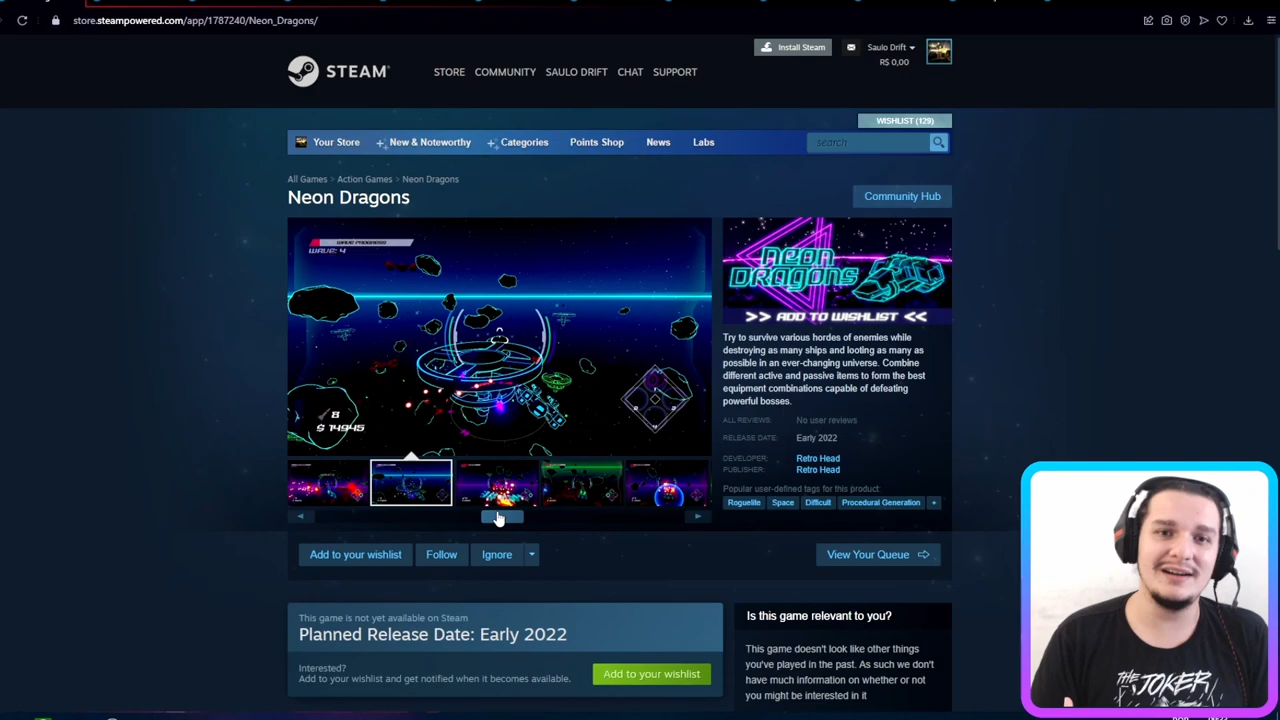 store.steampowered.com/app/1787240/Neon_Dragons/
Install Steam
Saulo Drift
R$ 0,00
STEAM
STORE COMMUNITY SAULO DRIFT CHAT SUPPORT
WISHLIST (129)
Your Store New & Noteworthy Categories Points Shop News Labs
search
All Games > Action Games > Neon Dragons
Neon Dragons
Community Hub
WAVE PROGRESS
WAVE: 4
8
$ 14945
NEON
DRAGONS
>> ADD TO WISHLIST <<
Try to survive various hordes of enemies while
destroying as many ships and looting as many as
possible in an ever-changing universe. Combine
different active and passive items to form the best
equipment combinations capable of defeating
powerful bosses.
ALL REVIEWS: No user reviews
RELEASE DATE: Early 2022
DEVELOPER: Retro Head
PUBLISHER: Retro Head
Popular user-defined tags for this product:
Roguelite Space Difficult Procedural Generation +
Add to your wishlist Follow Ignore
View Your Queue
This game is not yet available on Steam
Planned Release Date: Early 2022
Interested?
Add to your wishlist and get notified when it becomes available.
Add to your wishlist
Is this game relevant to you?
This game doesn't look like other things
you've played in the past. As such we don't
have much information on whether or not
you might be interested in it
THE JOKER